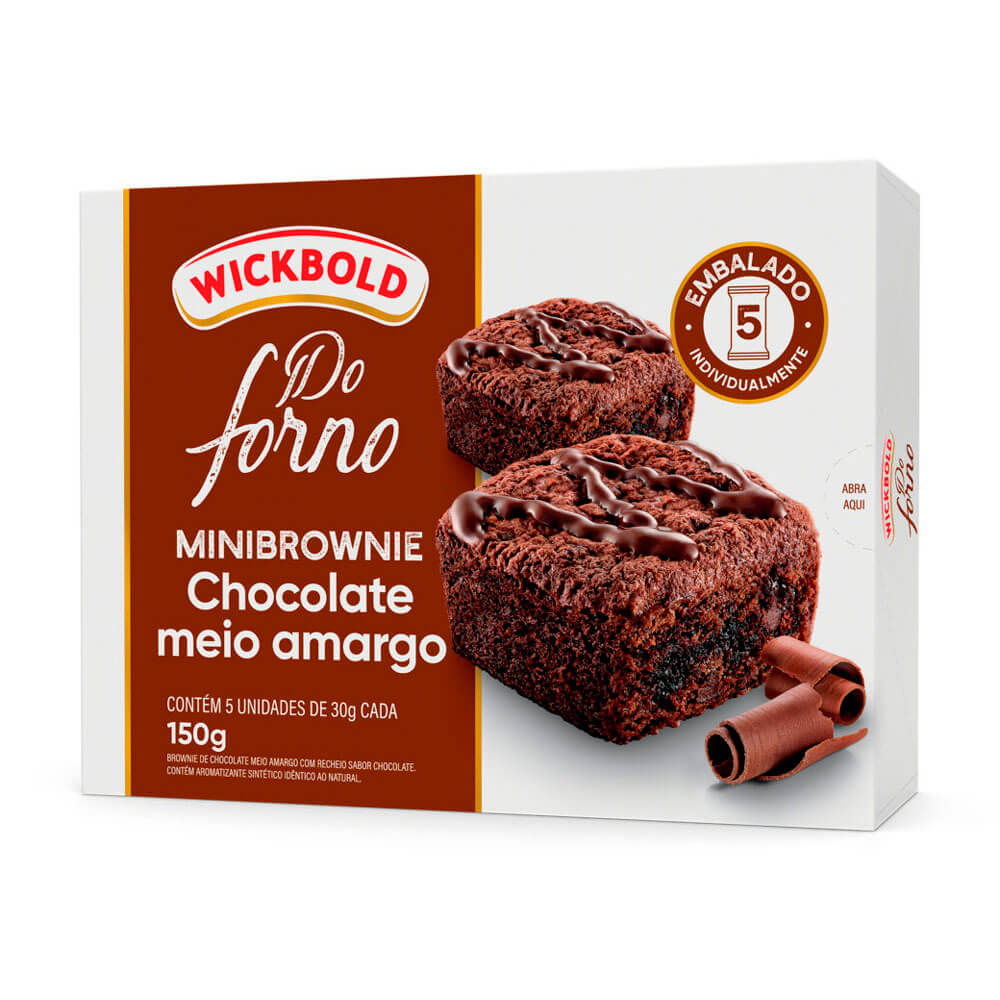 WICKBOLD
Do
forno
MINIBROWNIE
Chocolate
meio amargo
CONTÉM 5 UNIDADES DE 30g CADA
150g
BROWNIE DE CHOCOLATE MEIO AMARGO COM RECHEIO SABOR CHOCOLATE.
CONTÉM AROMATIZANTE SINTÉTICO IDÊNTICO AO NATURAL.
EMBALADO
5
INDIVIDUALMENTE
ABRA
AQUI
WICKBOLD
Do
forno